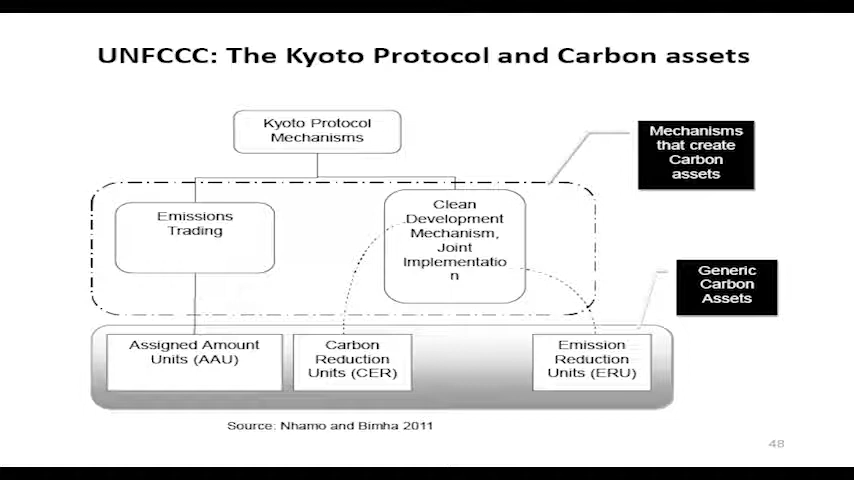 UNFCCC: The Kyoto Protocol and Carbon assets
Kyoto Protocol
Mechanisms
Mechanisms
that create
Carbon
assets
Emissions
Trading
Clean
Development
Mechanism,
Joint
Implementatio
n
Generic
Carbon
Assets
Assigned Amount
Units (AAU)
Carbon
Reduction
Units (CER)
Emission
Reduction
Units (ERU)
Source: Nhamo and Bimha 2011
48